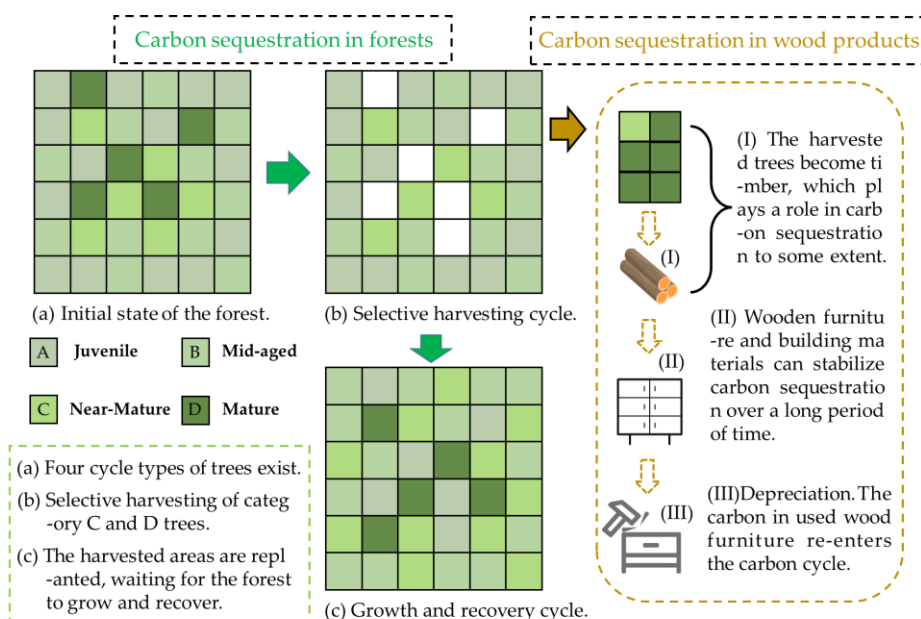 Carbon sequestration in forests
Carbon sequestration in wood products
(a) Initial state of the forest.
(b) Selective harvesting cycle.
A Juvenile
B Mid-aged
C Near-Mature
D Mature
(a) Four cycle types of trees exist.
(b) Selective harvesting of categ
-ory C and D trees.
(c) The harvested areas are repl
-anted, waiting for the forest
to grow and recover.
(c) Growth and recovery cycle.
(I) The harveste
d trees become ti
-mber, which pl
ays a role in carb
-on sequestratio
n to some extent.
(I)
(II) Wooden furnitu
-re and building ma
terials can stabilize
carbon sequestratio
n over a long period
of time.
(II)
(III)Depreciation. The
carbon in used wood
furniture re-enters
the carbon cycle.
(III)